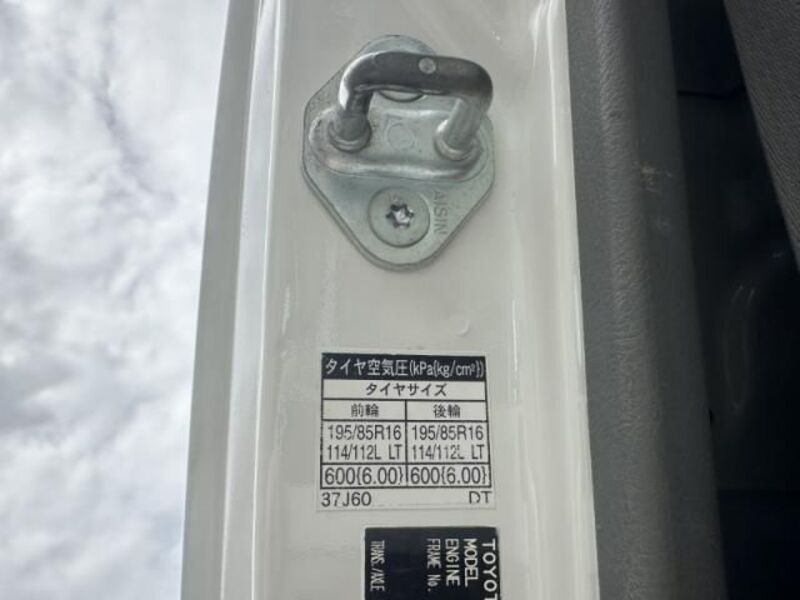 AISIN
タイヤ空気圧(kPa{kg/cm²})
タイヤサイズ
前輪 後輪
195/85R16 195/85R16
114/112L LT 114/112L LT
600{6.00} 600{6.00}
37J60 DT
MODEL
ENGINE
FRAME No.
TRANS./AXLE